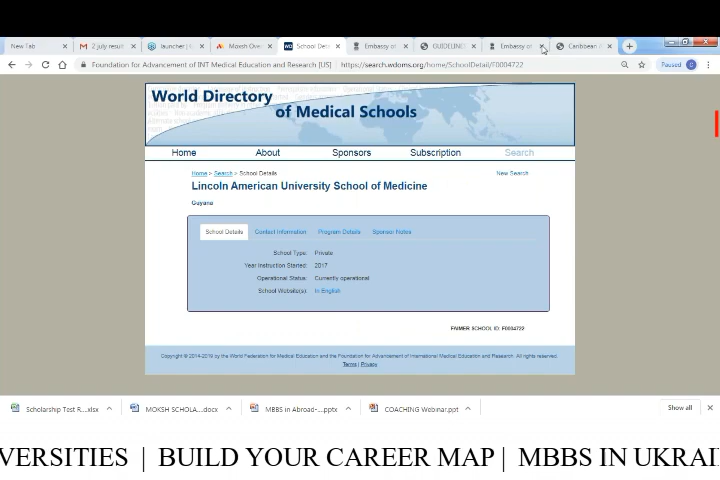 New Tab
2 july result
launcher |
Moksh Ove
School Det
Embassy of
GUIDELINE
Embassy of
Caribbean
Foundation for Advancement of INT Medical Education and Research [US] | https://search.wdoms.org/home/SchoolDetail/F0004722
Paused
C
World Directory
of Medical Schools
Home About Sponsors Subscription Search
Home > Search > School Details New Search
Lincoln American University School of Medicine
Guyana
School Details Contact Information Program Details Sponsor Notes
School Type: Private
Year Instruction Started: 2017
Operational Status: Currently operational
School Website(s): In English
FAIMER SCHOOL ID: F0004722
Copyright © 2014-2019 by the World Federation for Medical Education and the Foundation for Advancement of International Medical Education and Research. All rights reserved.
Terms | Privacy
Scholarship Test R....xlsx
MOKSH SCHOLA....docx
MBBS in Abroad-....pptx
COACHING Webinar.ppt
Show all
VERSITIES | BUILD YOUR CAREER MAP | MBBS IN UKRAI